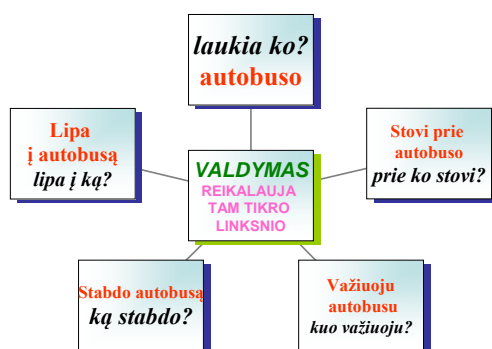 laukia ko?
autobuso
Lipa
į autobusą
lipa į ką?
Stovi prie
autobuso
prie ko stovi?
VALDYMAS
REIKALAUJA
TAM TIKRO
LINKSNIO
Stabdo autobusą
ką stabdo?
Važiuoju
autobusu
kuo važiuoju?